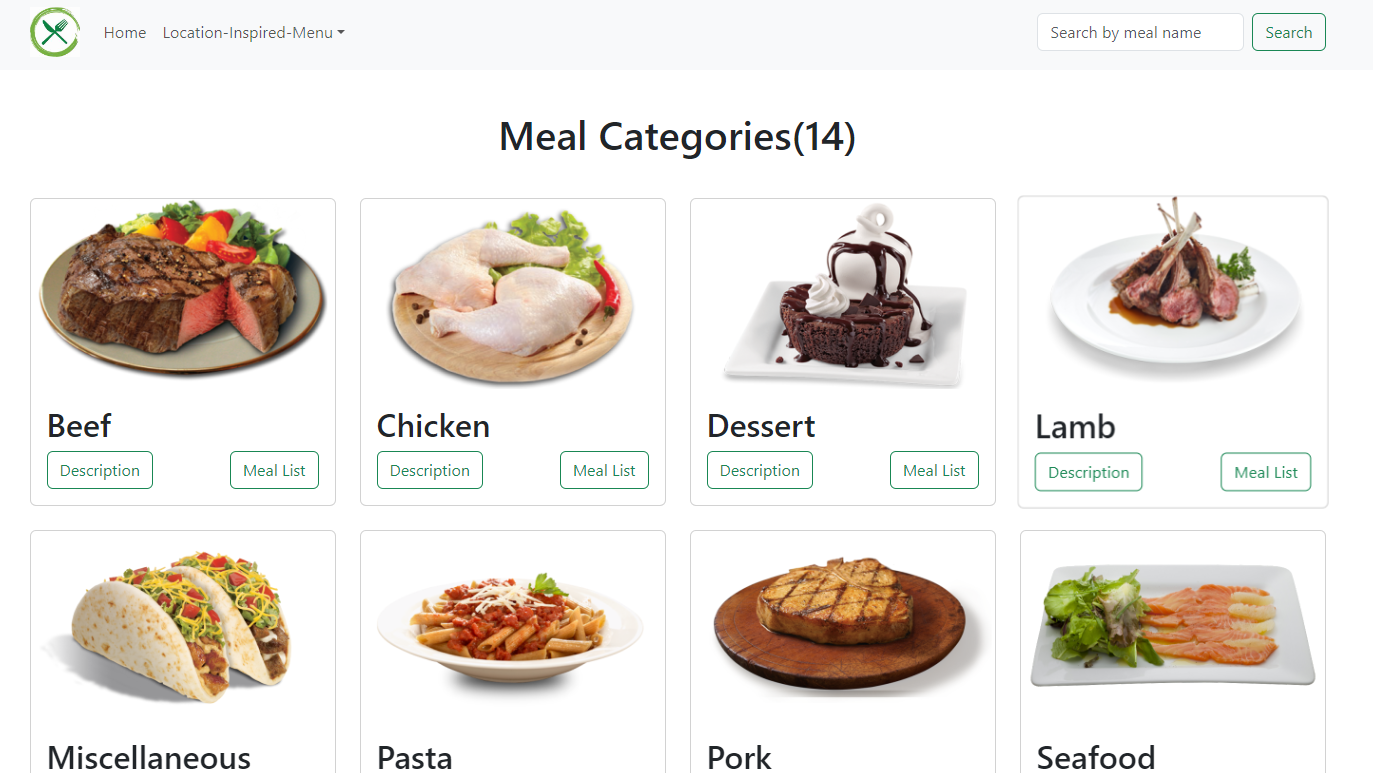 Home Location-Inspired-Menu Search by meal name Search
Meal Categories(14)
Beef Chicken Dessert Lamb
Description Meal List Description Meal List Description Meal List Description Meal List
Miscellaneous Pasta Pork Seafood